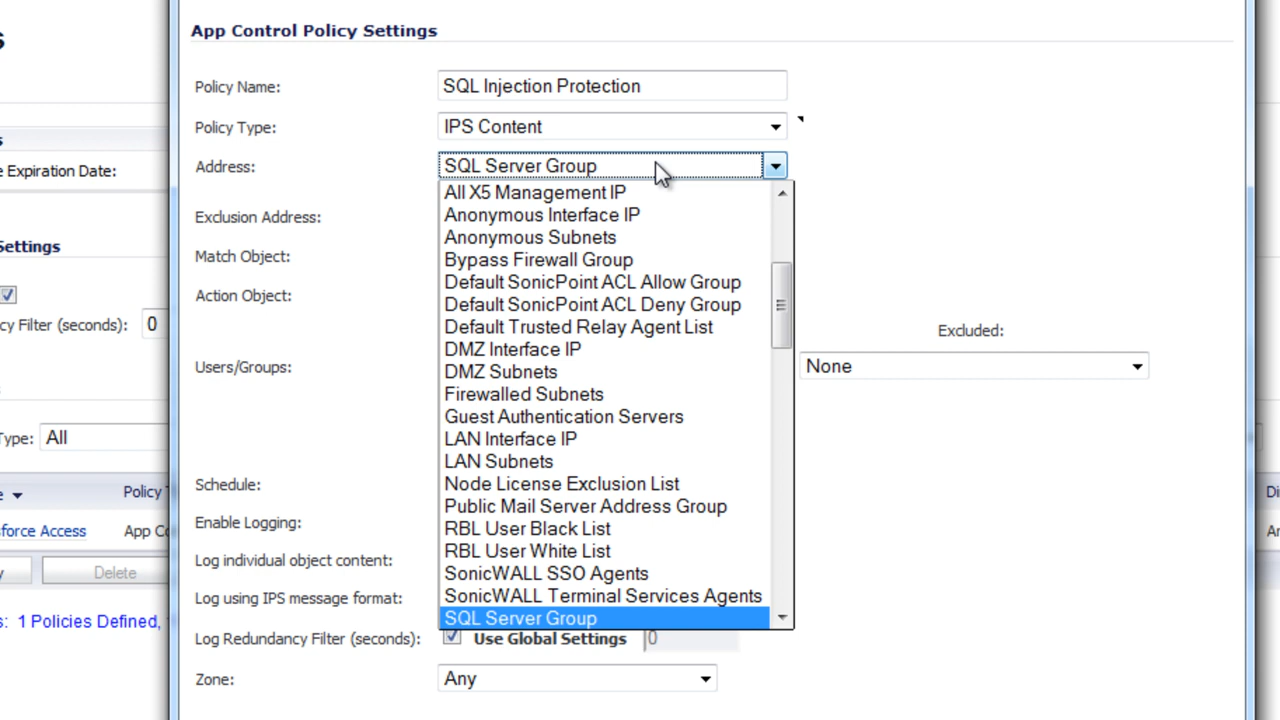 App Control Policy Settings
s
Policy Name: SQL Injection Protection
Policy Type: IPS Content
s
Address: SQL Server Group
e Expiration Date:
All X5 Management IP
Anonymous Interface IP
Exclusion Address:
Anonymous Subnets
Settings
Match Object:
Bypass Firewall Group
Default SonicPoint ACL Allow Group
Action Object:
Default SonicPoint ACL Deny Group
cy Filter (seconds): 0
Default Trusted Relay Agent List
Excluded:
DMZ Interface IP
Users/Groups:
DMZ Subnets
None
Firewalled Subnets
Guest Authentication Servers
Type: All
LAN Interface IP
LAN Subnets
Schedule:
Node License Exclusion List
e Policy T
Di
Public Mail Server Address Group
Enable Logging:
RBL User Black List
force Access App Co
An
RBL User White List
Log individual object content:
SonicWALL SSO Agents
y Delete
Log using IPS message format:
SonicWALL Terminal Services Agents
s: 1 Policies Defined,
SQL Server Group
Log Redundancy Filter (seconds): Use Global Settings 0
Zone: Any